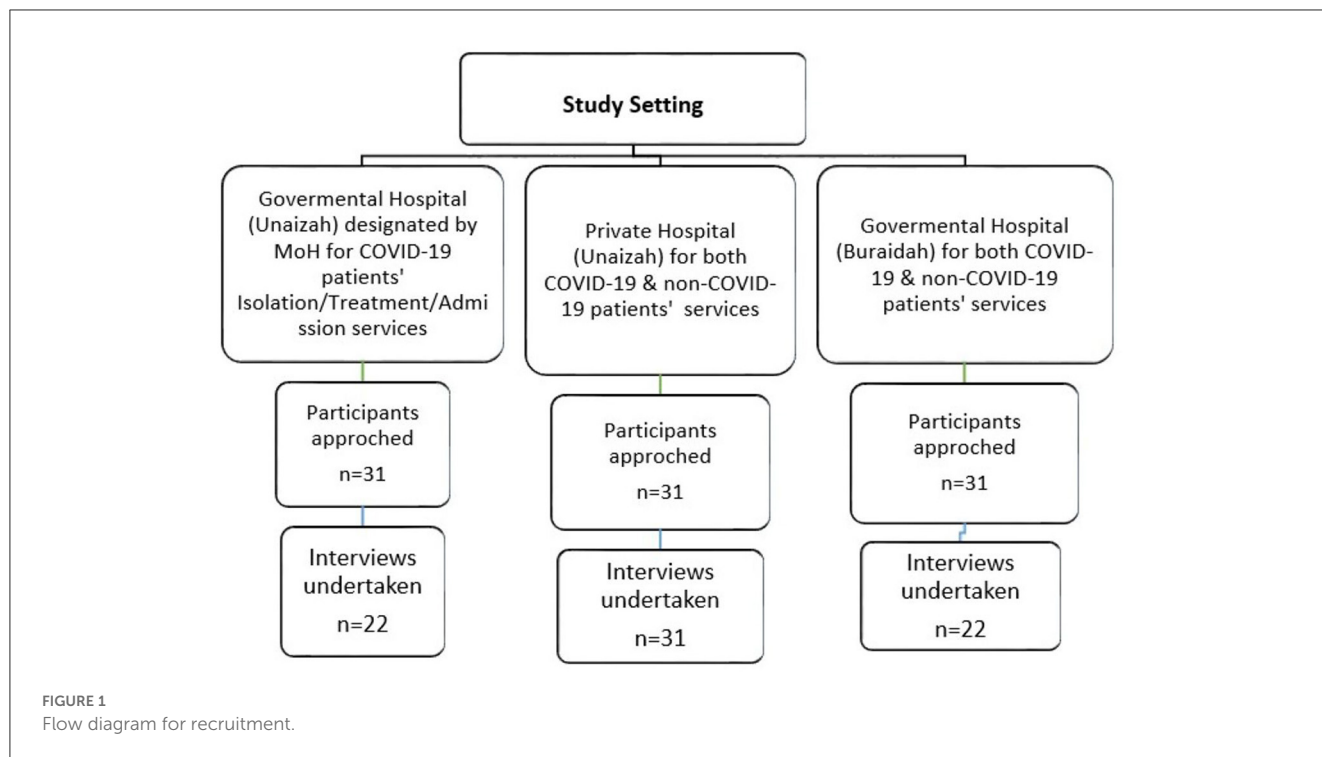 Study Setting
Govermental Hospital
(Unaizah) designated by
MoH for COVID-19
patients'
Isolation/Treatment/Admi
ssion services
Private Hospital
(Unaizah) for both
COVID-19 & non-COVID-
19 patients' services
Govermental Hospital
(Buraidah) for both COVID-
19 & non-COVID-19
patients' services
Participants
approched
n=31
Participants
approched
n=31
Participants
approched
n=31
Interviews
undertaken
n=22
Interviews
undertaken
n=31
Interviews
undertaken
n=22
FIGURE 1
Flow diagram for recruitment.